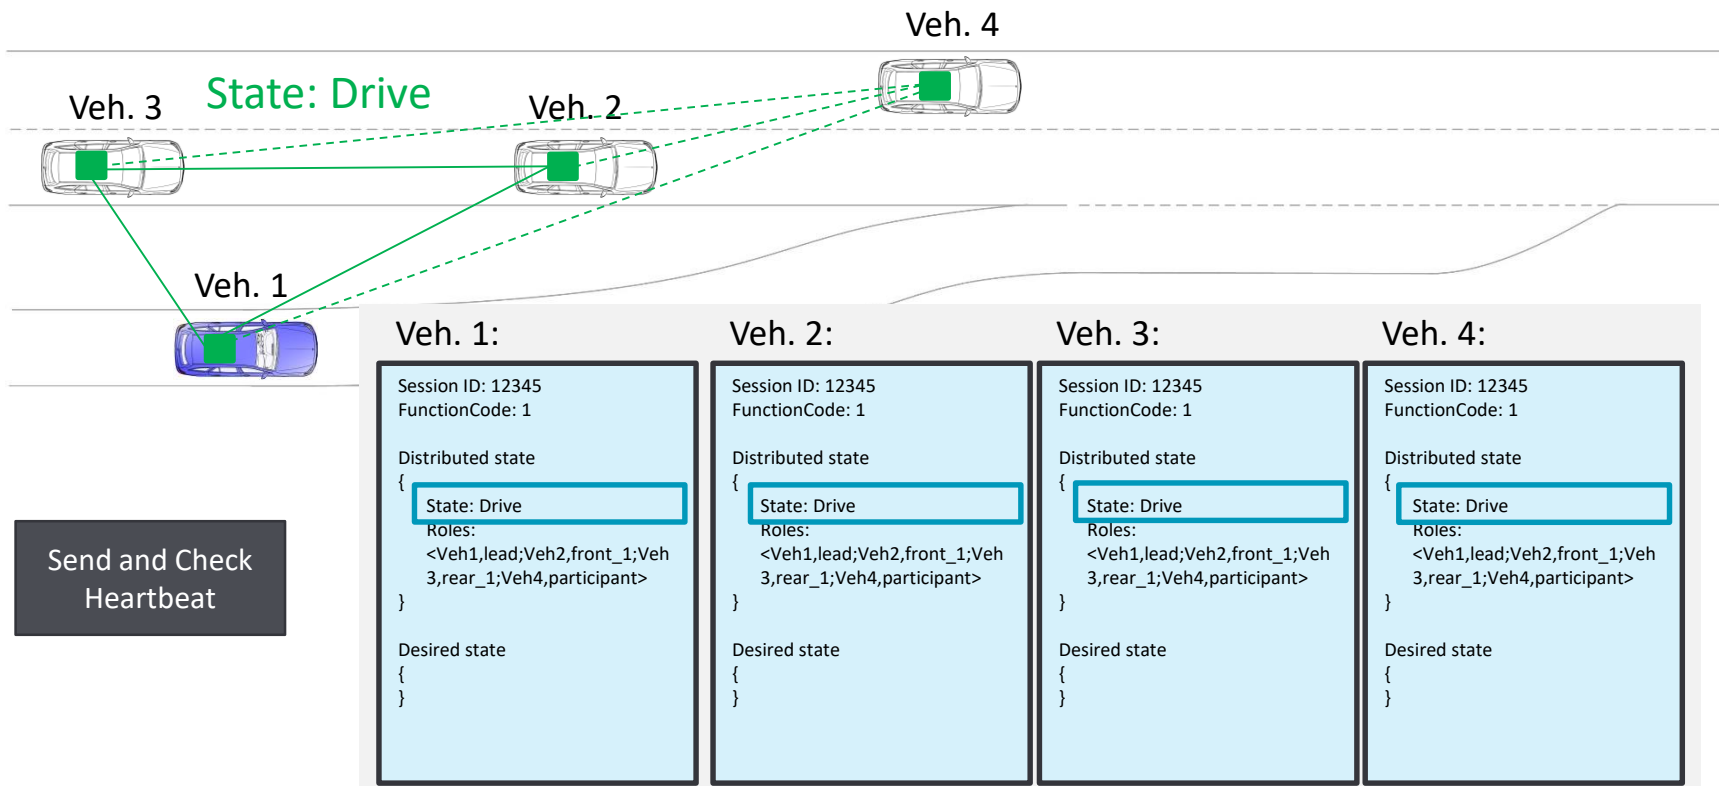 Veh. 4
State: Drive
Veh. 3
Veh. 2
Veh. 1
Send and Check
Heartbeat
Veh. 1:
Session ID: 12345
FunctionCode: 1
Distributed state
{
State: Drive
Roles:
<Veh1,lead;Veh2,front_1;Veh
3,rear_1;Veh4,participant>
}
Desired state
{
}
Veh. 2:
Session ID: 12345
FunctionCode: 1
Distributed state
{
State: Drive
Roles:
<Veh1,lead;Veh2,front_1;Veh
3,rear_1;Veh4,participant>
}
Desired state
{
}
Veh. 3:
Session ID: 12345
FunctionCode: 1
Distributed state
{
State: Drive
Roles:
<Veh1,lead;Veh2,front_1;Veh
3,rear_1;Veh4,participant>
}
Desired state
{
}
Veh. 4:
Session ID: 12345
FunctionCode: 1
Distributed state
{
State: Drive
Roles:
<Veh1,lead;Veh2,front_1;Veh
3,rear_1;Veh4,participant>
}
Desired state
{
}